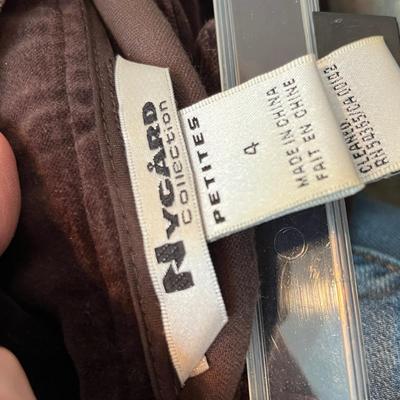 NYGÅRD
Collection
PETITES
4
MADE IN CHINA
FAIT EN CHINE
CLEANED